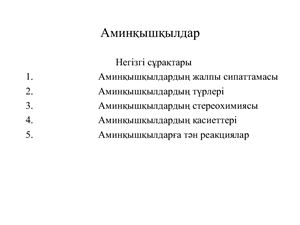 Аминқышқылдар
Негізгі сұрақтары
1. Аминқышқылдардың жалпы сипаттамасы
2. Аминқышқылдардың түрлері
3. Аминқышқылдардың стереохимиясы
4. Аминқышқылдардың қасиеттері
5. Аминқышқылдарға тән реакциялар